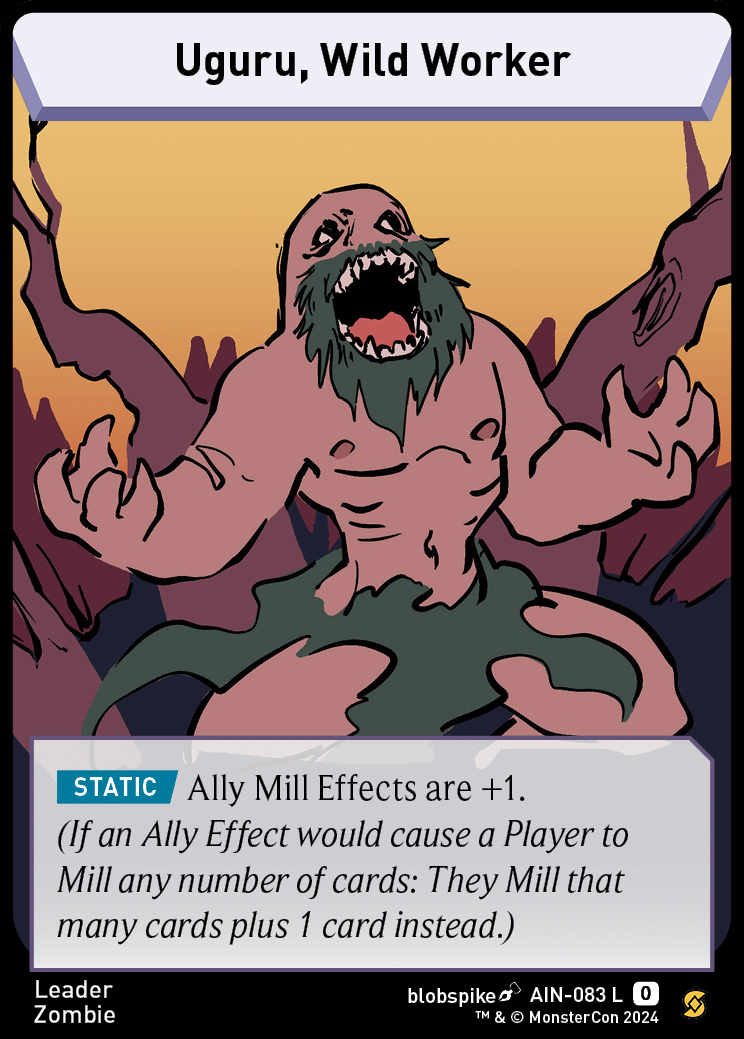 Uguru, Wild Worker
STATIC Ally Mill Effects are +1.
(If an Ally Effect would cause a Player to
Mill any number of cards: They Mill that
many cards plus 1 card instead.)
Leader
Zombie
blobspike AIN-083 L 0
™ & © MonsterCon 2024